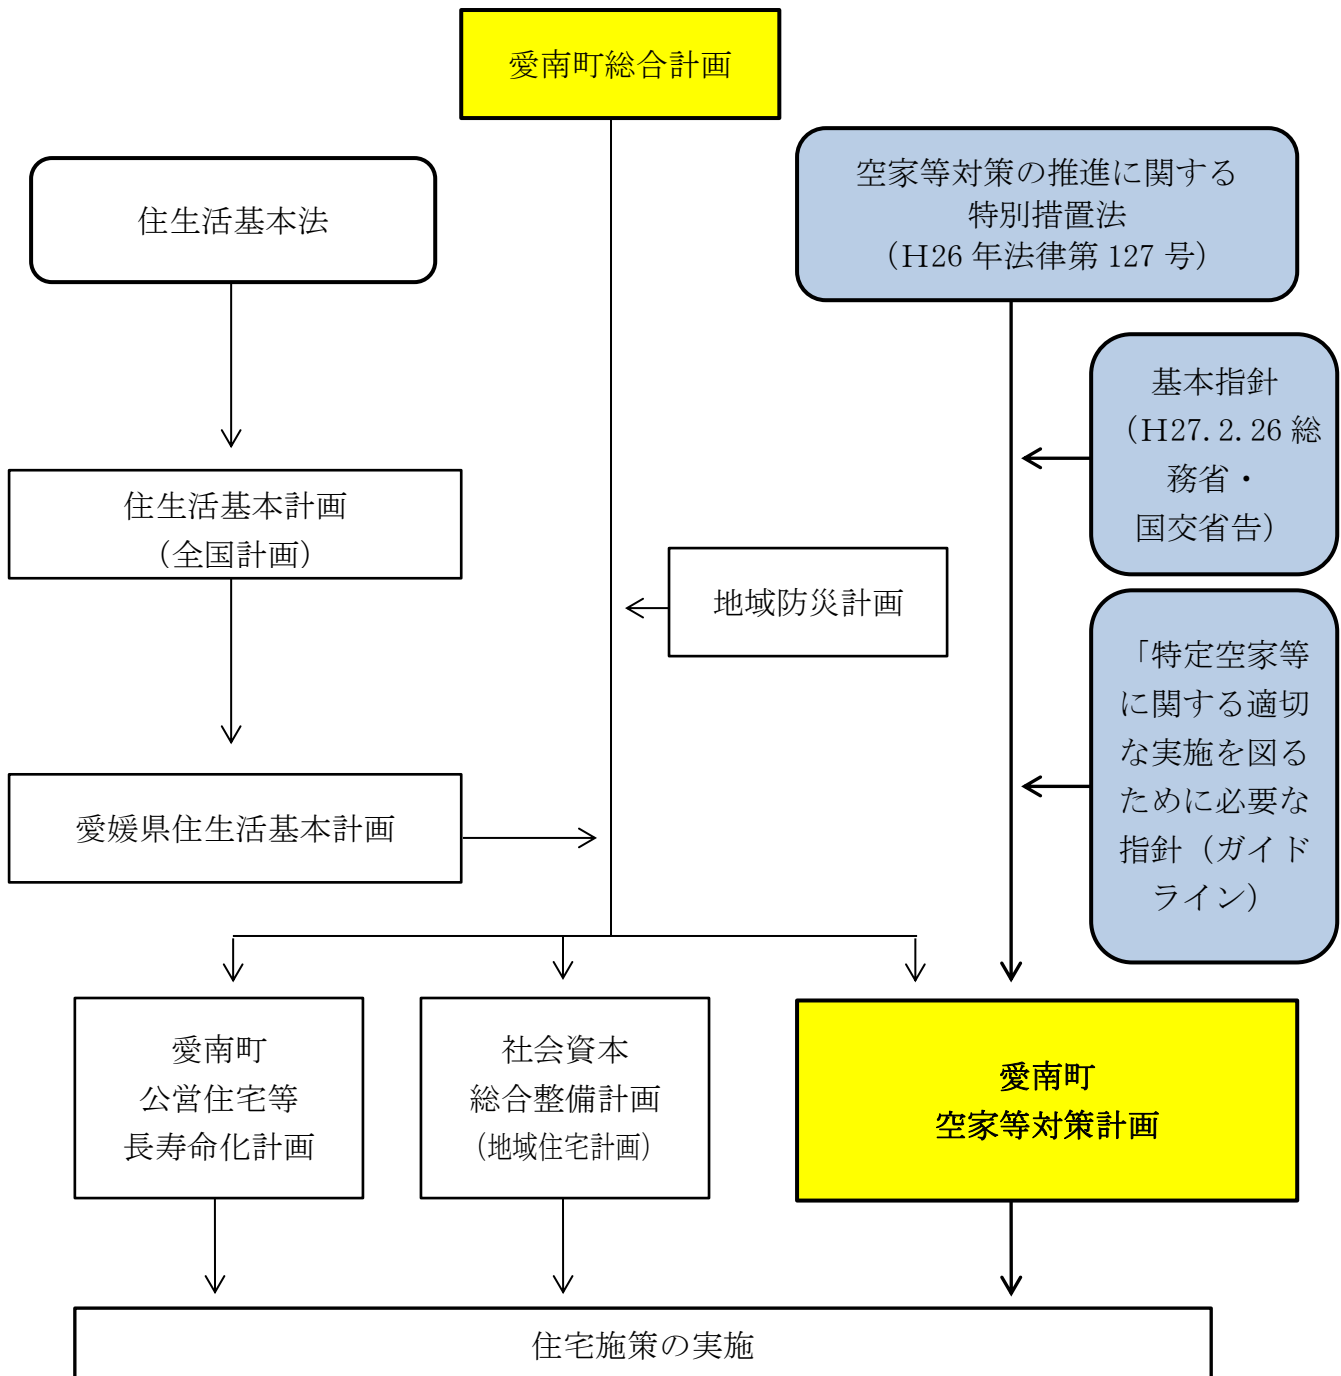 愛南町総合計画
住生活基本法
空家等対策の推進に関する
特別措置法
（H26 年法律第 127 号）
基本指針
（H27.2.26 総
務省・
国交省告）
住生活基本計画
（全国計画）
地域防災計画
「特定空家等
に関する適切
な実施を図る
ために必要な
指針（ガイド
ライン）
愛媛県住生活基本計画
愛南町
公営住宅等
長寿命化計画
社会資本
総合整備計画
（地域住宅計画）
愛南町
空家等対策計画
住宅施策の実施